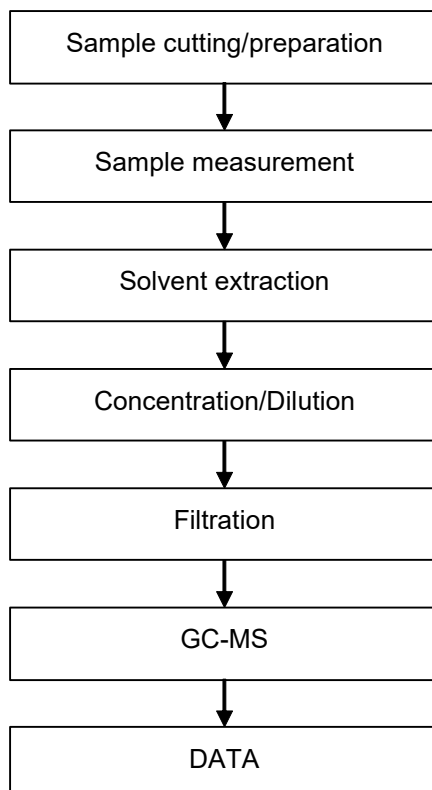 Sample cutting/preparation
Sample measurement
Solvent extraction
Concentration/Dilution
Filtration
GC-MS
DATA